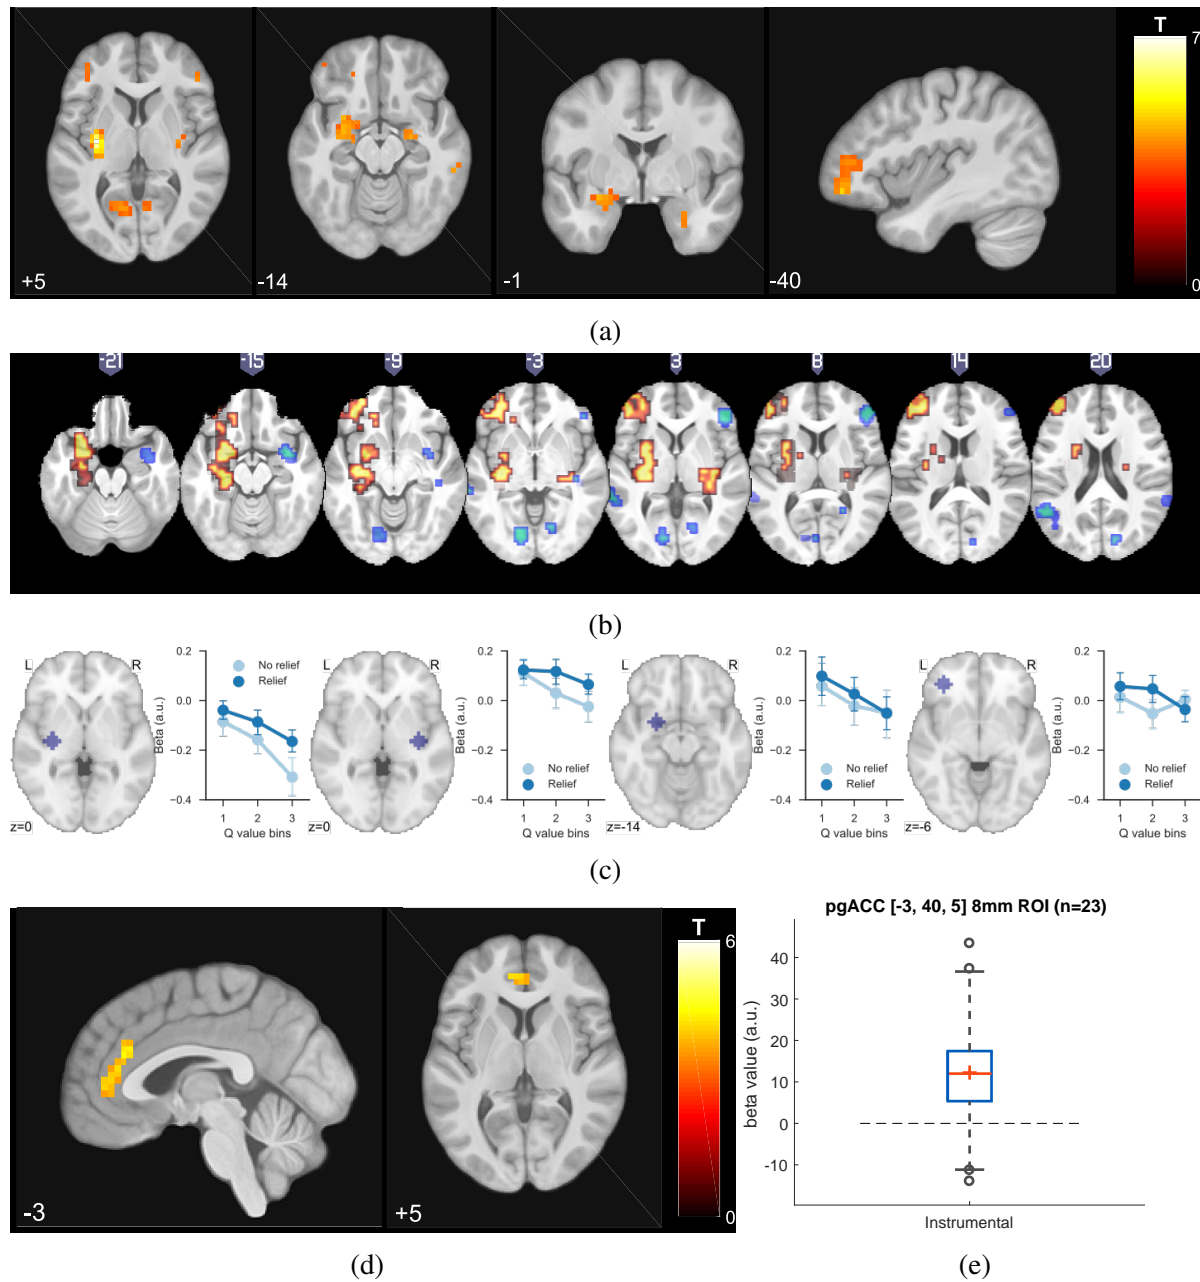 T
7
0
+5
-14
-1
-40
(a)
-21
-15
-9
-3
3
8
14
20
(b)
L R
z=0
0.2
0.0
−0.2
−0.4
Beta (a.u.)
No relief
Relief
1 2 3
Q value bins
L R
z=0
0.2
0.0
−0.2
−0.4
Beta (a.u.)
No relief
Relief
1 2 3
Q value bins
L R
z=-14
0.2
0.0
−0.2
−0.4
Beta (a.u.)
No relief
Relief
1 2 3
Q value bins
L R
z=-6
0.2
0.0
−0.2
−0.4
Beta (a.u.)
No relief
Relief
1 2 3
Q value bins
(c)
-3
+5
T
6
0
(d)
pgACC [-3, 40, 5] 8mm ROI (n=23)
beta value (a.u.)
40
30
20
10
0
-10
Instrumental
(e)